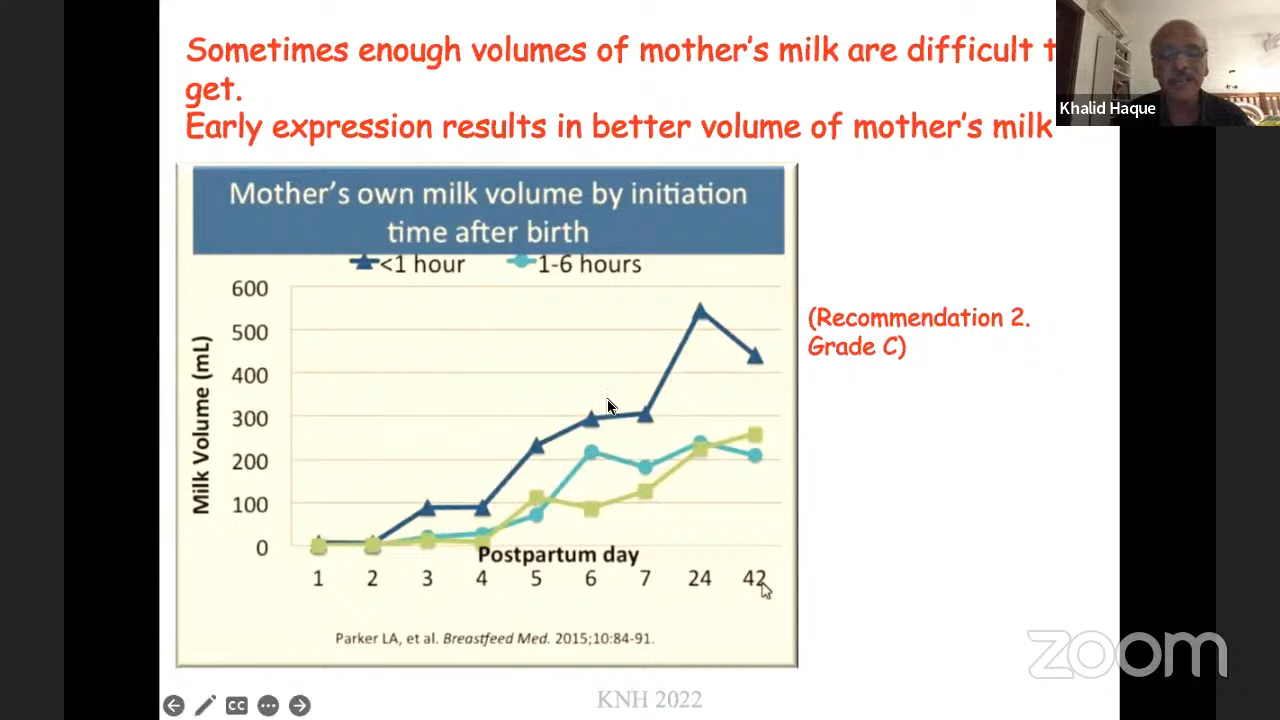 Sometimes enough volumes of mother's milk are difficult t
get.
Early expression results in better volume of mother's milk
Khalid Haque
Mother's own milk volume by initiation
time after birth
<1 hour 1-6 hours
600
500
400
300
200
100
0
Milk Volume (mL)
Postpartum day
1 2 3 4 5 6 7 24 42
Parker LA, et al. Breastfeed Med. 2015;10:84-91.
(Recommendation 2.
Grade C)
CC
KNH 2022
zoom